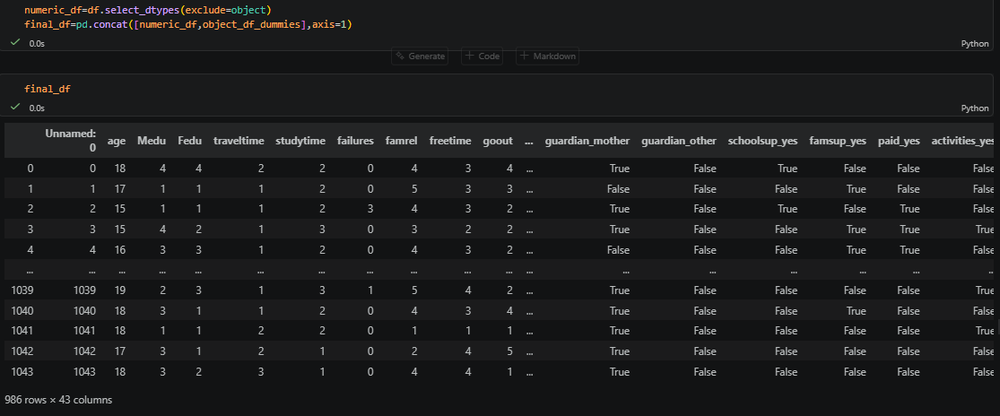 numeric_df=df.select_dtypes(exclude=object)
final_df=pd.concat([numeric_df,object_df_dummies],axis=1)
0.0s Python
Generate Code Markdown
final_df
0.0s Python
Unnamed: 0 age Medu Fedu traveltime studytime failures famrel freetime goout ... guardian_mother guardian_other schoolsup_yes famsup_yes paid_yes activities_yes
0 0 18 4 4 2 2 0 4 3 4 ... True False True False False False
1 1 17 1 1 1 2 0 5 3 3 ... False False False True False False
2 2 15 1 1 1 2 3 4 3 2 ... True False True False True False
3 3 15 4 2 1 3 0 3 2 2 ... True False False True True True
4 4 16 3 3 1 2 0 4 3 2 ... False False False True True False
... ... ... ... ... ... ... ... ... ... ... ... ... ... ... ... ... ...
1039 1039 19 2 3 1 3 1 5 4 2 ... True False False False False True
1040 1040 18 3 1 1 2 0 4 3 4 ... True False False True False False
1041 1041 18 1 1 2 2 0 1 1 1 ... True False False False False True
1042 1042 17 3 1 2 1 0 2 4 5 ... True False False False False False
1043 1043 18 3 2 3 1 0 4 4 1 ... True False False False False False
986 rows × 43 columns